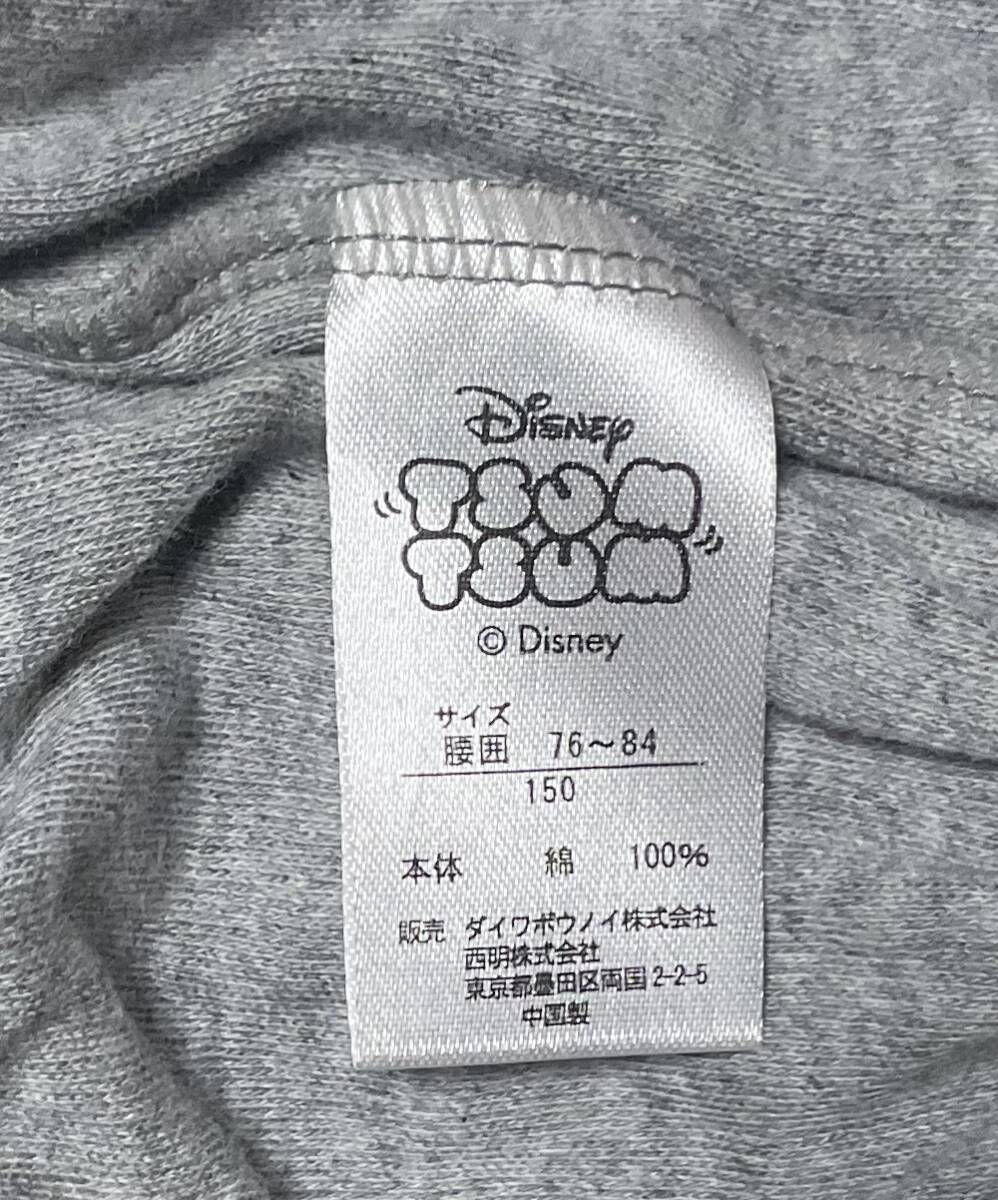 Disney
TSUM
TSUM
© Disney
サイズ
腰囲 76～84
150
本体 綿 100%
販売 ダイワボウノイ株式会社
西明株式会社
東京都墨田区両国2-2-5
中国製